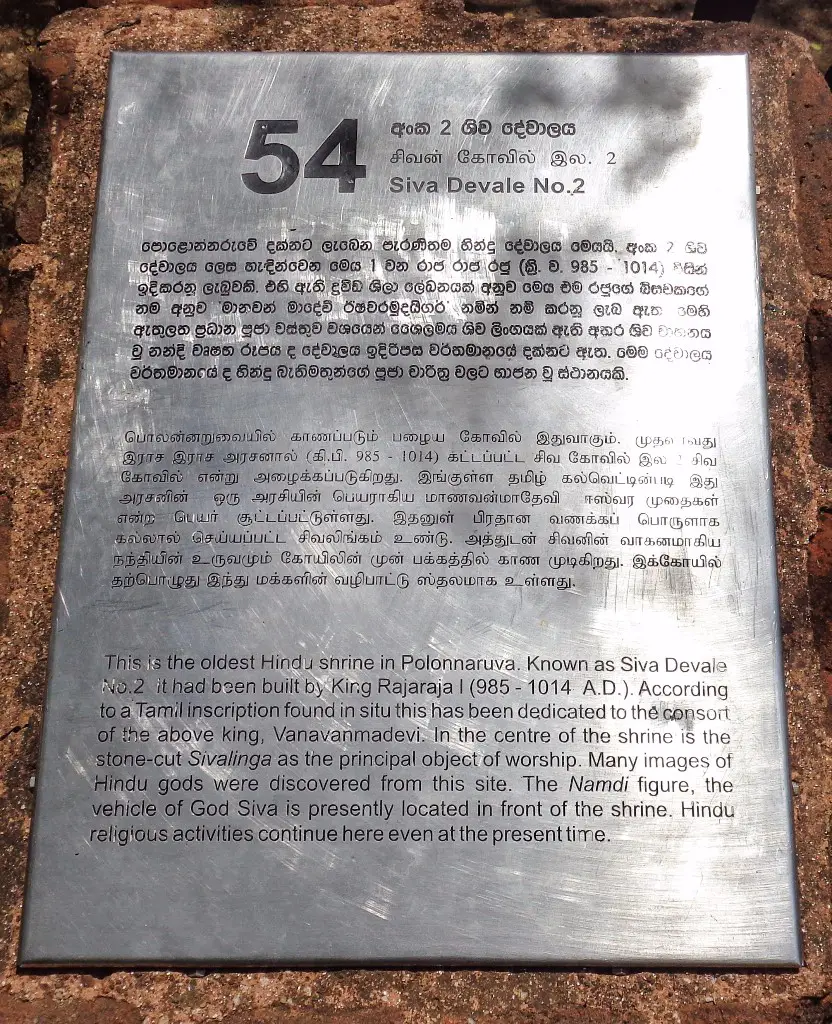 54
අංක 2 ශිව දේවාලය
சிவன் கோவில் இல. 2
Siva Devale No.2
පොළොන්නරුවේ දක්නට ලැබෙන පැරණිතම හින්දු දේවාලය මෙයයි. අංක 2 ශිව
දේවාලය ලෙස හැඳින්වෙන මෙය 1 වන රාජ රාජ රජු (ක්‍රි. ව. 985 - 1014) විසින්
ඉදිකරනු ලැබුවකි. එහි ඇති ද්‍රවිඩ ශිලා ලේඛනයක් අනුව මෙය එම රජුගේ බිසවකගේ
නම අනුව 'මානවන් මාදේවි ඊෂ්වරමුදයිගල්' නමින් නම් කරනු ලැබ ඇත. මෙහි
ඇතුලත ප්‍රධාන පූජා වස්තුව වශයෙන් ශෛලමය ශිව ලිංගයක් ඇති අතර ශිව වාහනය
වූ නන්දි වෘෂභ රූපය ද දේවාලය ඉදිරිපස වර්තමානයේ දක්නට ඇත. මෙම දේවාලය
වර්තමානයේ ද හින්දු බැතිමතුන්ගේ පූජා චාරිත්‍ර වලට භාජන වූ ස්ථානයකි.
பொலன்னறுவையில் காணப்படும் பழைய கோவில் இதுவாகும். முதலாவது
இராச இராச அரசனால் (கி.பி. 985 - 1014) கட்டப்பட்ட சிவ கோவில் இல 2 சிவ
கோவில் என்று அழைக்கப்படுகிறது. இங்குள்ள தமிழ் கல்வெட்டின்படி இது
அரசனின் ஒரு அரசியின் பெயராகிய மாணவன்மாதேவி ஈஸ்வர முதைகள்
என்ற பெயர் சூட்டப்பட்டுள்ளது. இதனுள் பிரதான வணக்கப் பொருளாக
கல்லால் செய்யப்பட்ட சிவலிங்கம் உண்டு. அத்துடன் சிவனின் வாகனமாகிய
நந்தியின் உருவமும் கோயிலின் முன் பக்கத்தில் காண முடிகிறது. இக்கோயில்
தற்பொழுது இந்து மக்களின் வழிபாட்டு ஸ்தலமாக உள்ளது.
This is the oldest Hindu shrine in Polonnaruva. Known as Siva Devale
No.2 it had been built by King Rajaraja I (985 - 1014 A.D.). According
to a Tamil inscription found in situ this has been dedicated to the consort
of the above king, Vanavanmadevi. In the centre of the shrine is the
stone-cut Sivalinga as the principal object of worship. Many images of
Hindu gods were discovered from this site. The Namdi figure, the
vehicle of God Siva is presently located in front of the shrine. Hindu
religious activities continue here even at the present time.